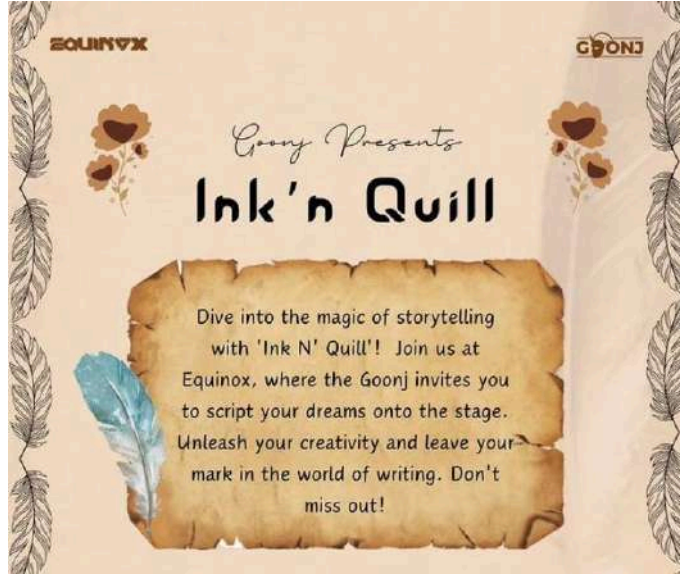 EQUINOX
GOONJ
Goonj Presents
Ink'n Quill
Dive into the magic of storytelling
with 'Ink N' Quill'! Join us at
Equinox, where the Goonj invites you
to script your dreams onto the stage.
Unleash your creativity and leave your
mark in the world of writing. Don't
miss out!